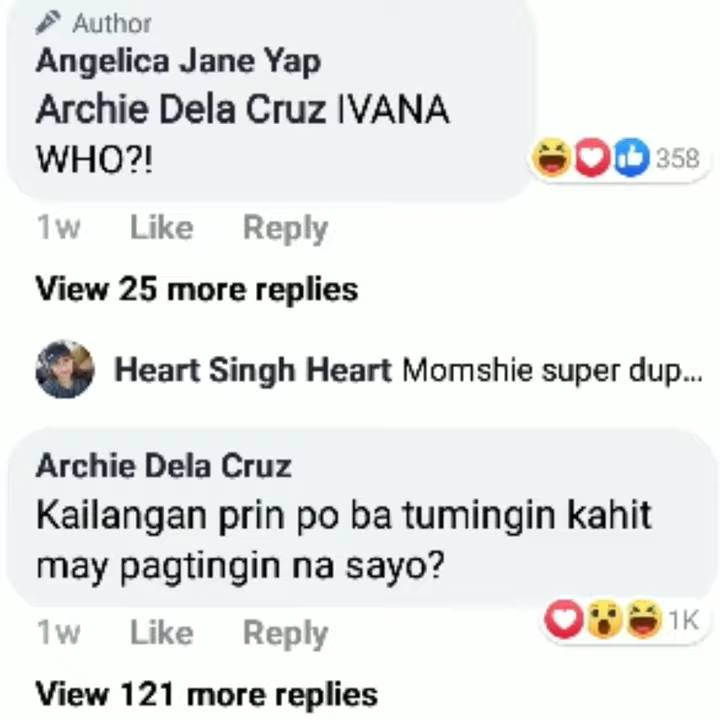 Author
Angelica Jane Yap
Archie Dela Cruz IVANA
WHO?!
358
1w Like Reply
View 25 more replies
Heart Singh Heart Momshie super dup...
Archie Dela Cruz
Kailangan prin po ba tumingin kahit
may pagtingin na sayo?
1w Like Reply
1K
View 121 more replies